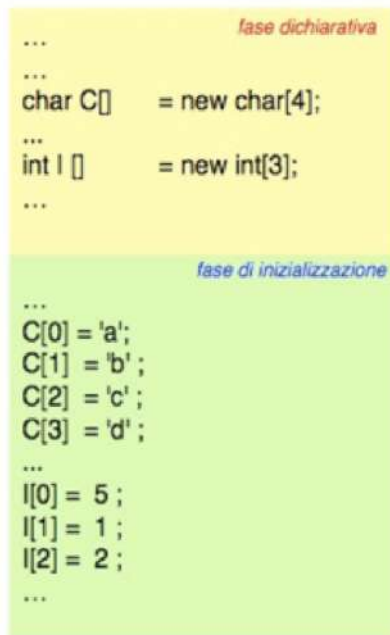 fase dichiarativa
...
...
char C[] = new char[4];
...
int I [] = new int[3];
...
fase di inizializzazione
...
C[0] = 'a';
C[1] = 'b' ;
C[2] = 'c' ;
C[3] = 'd' ;
...
I[0] = 5 ;
I[1] = 1 ;
I[2] = 2 ;
...